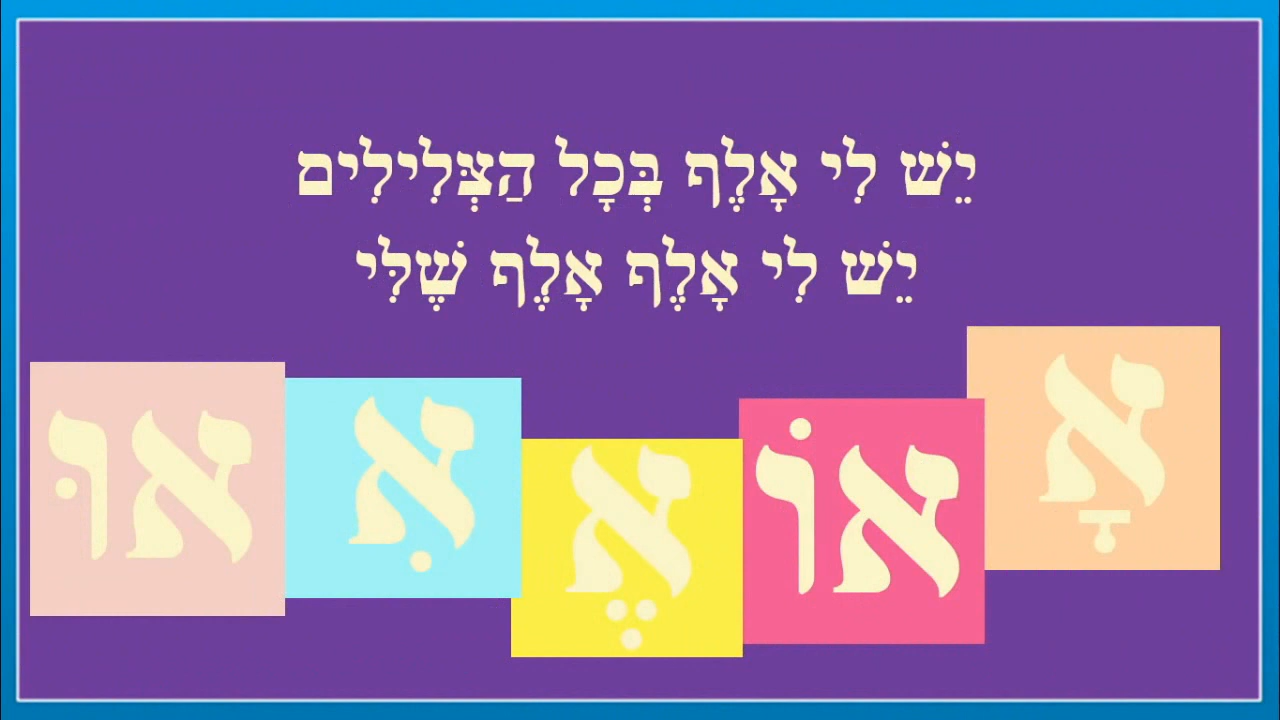 יֵשׁ לִי אָלֶף בְּכָל הַצְּלִילִים
יֵשׁ לִי אָלֶף אָלֶף שֶׁלִּי
אָ אוֹ אֶ אִ אוּ